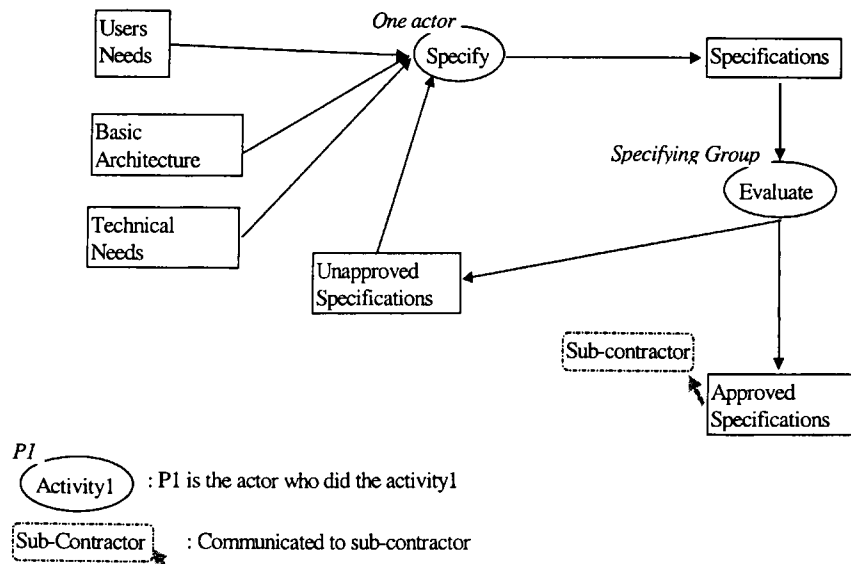 Users
Needs
One actor
Specify
Specifications
Basic
Architecture
Specifying Group
Evaluate
Technical
Needs
Unapproved
Specifications
Sub-contractor
Approved
Specifications
P1
Activity1
: P1 is the actor who did the activity1
Sub-Contractor
: Communicated to sub-contractor